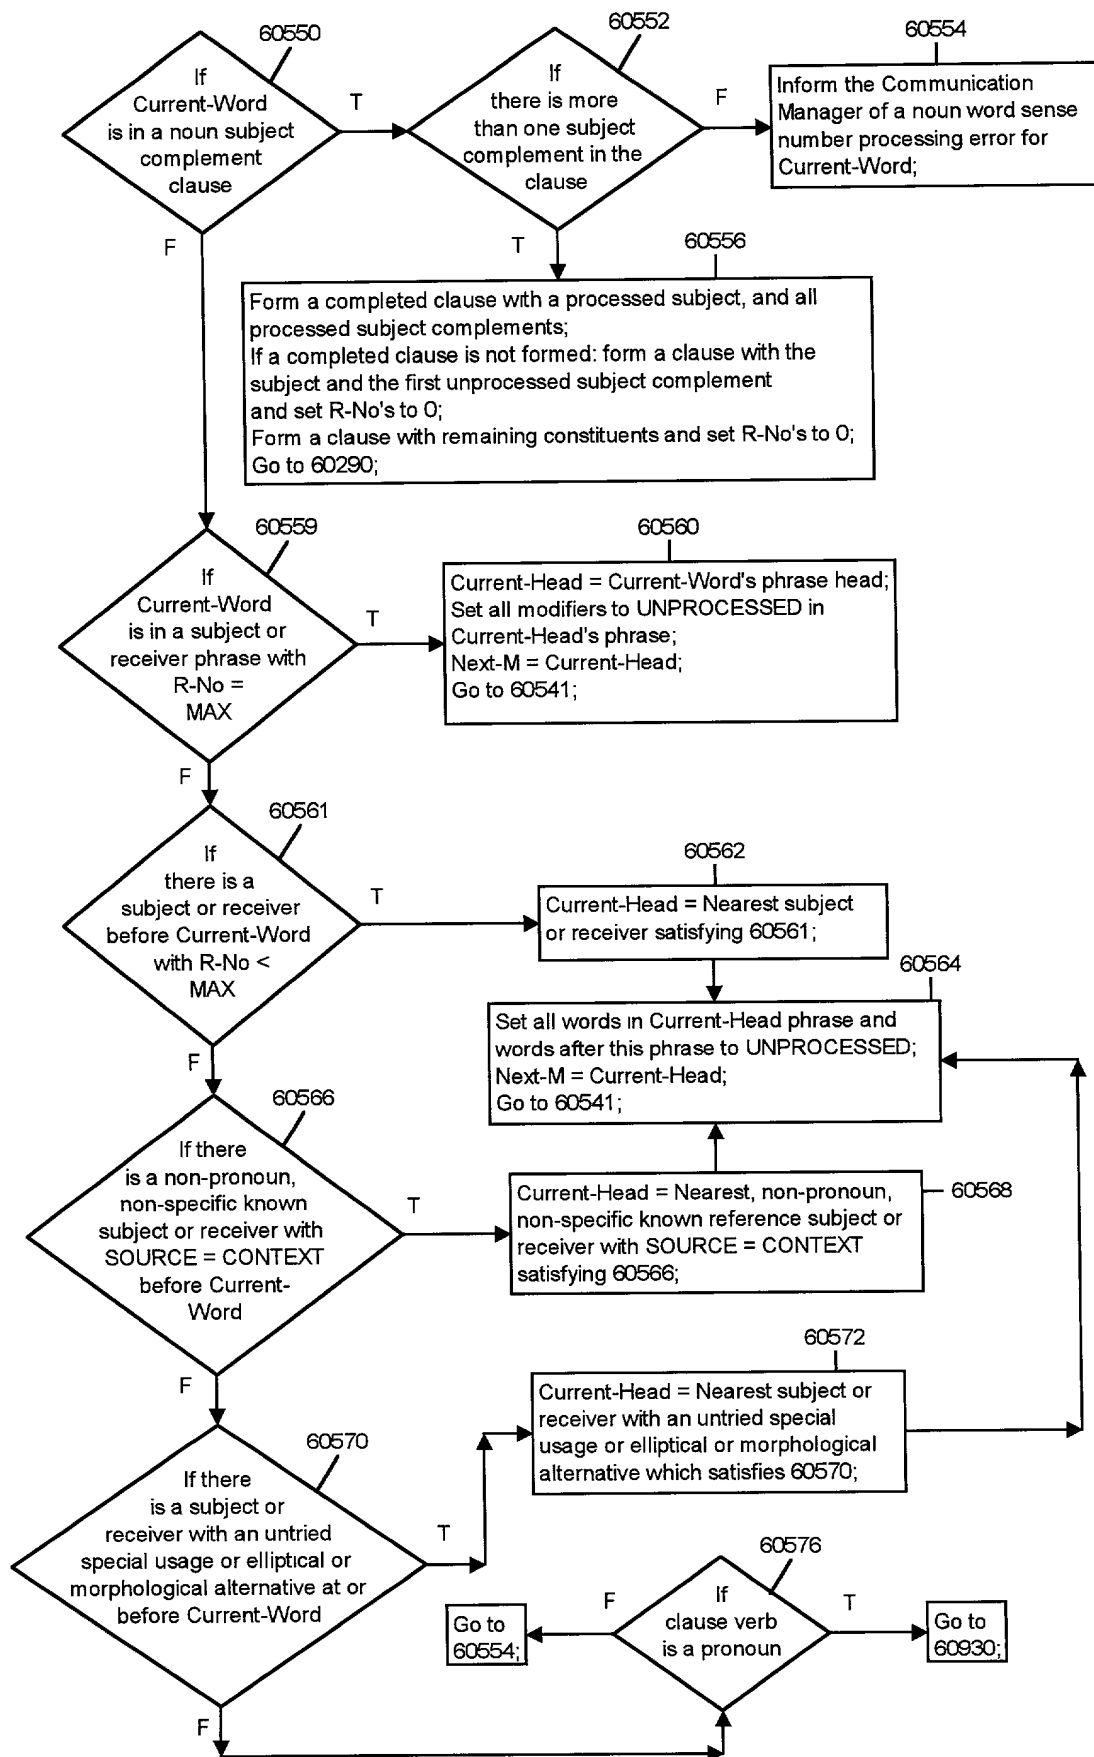 60550
If
Current-Word
is in a noun subject
complement
clause
T
F
60552
If
there is more
than one subject
complement in the
clause
F
T
60554
Inform the Communication
Manager of a noun word sense
number processing error for
Current-Word;
60556
Form a completed clause with a processed subject, and all
processed subject complements;
If a completed clause is not formed: form a clause with the
subject and the first unprocessed subject complement
and set R-No's to 0;
Form a clause with remaining constituents and set R-No's to 0;
Go to 60290;
60559
If
Current-Word
is in a subject or
receiver phrase with
R-No =
MAX
T
F
60560
Current-Head = Current-Word's phrase head;
Set all modifiers to UNPROCESSED in
Current-Head's phrase;
Next-M = Current-Head;
Go to 60541;
60561
If
there is a
subject or receiver
before Current-Word
with R-No <
MAX
T
F
60562
Current-Head = Nearest subject
or receiver satisfying 60561;
60564
Set all words in Current-Head phrase and
words after this phrase to UNPROCESSED;
Next-M = Current-Head;
Go to 60541;
60566
If there
is a non-pronoun,
non-specific known
subject or receiver with
SOURCE = CONTEXT
before Current-
Word
T
F
60568
Current-Head = Nearest, non-pronoun,
non-specific known reference subject or
receiver with SOURCE = CONTEXT
satisfying 60566;
60570
If there
is a subject or
receiver with an untried
special usage or elliptical or
morphological alternative at or
before Current-Word
T
F
60572
Current-Head = Nearest subject or
receiver with an untried special
usage or elliptical or morphological
alternative which satisfies 60570;
60576
If
clause verb
is a pronoun
F
T
Go to
60554;
Go to
60930;